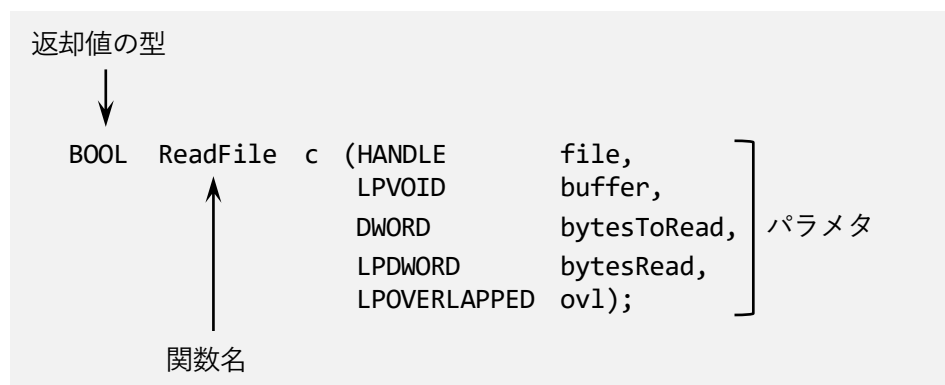 返却値の型
BOOL ReadFile c (HANDLE file,
LPVOID buffer,
DWORD bytesToRead,
LPDWORD bytesRead,
LPOVERLAPPED ovl);
パラメタ
関数名